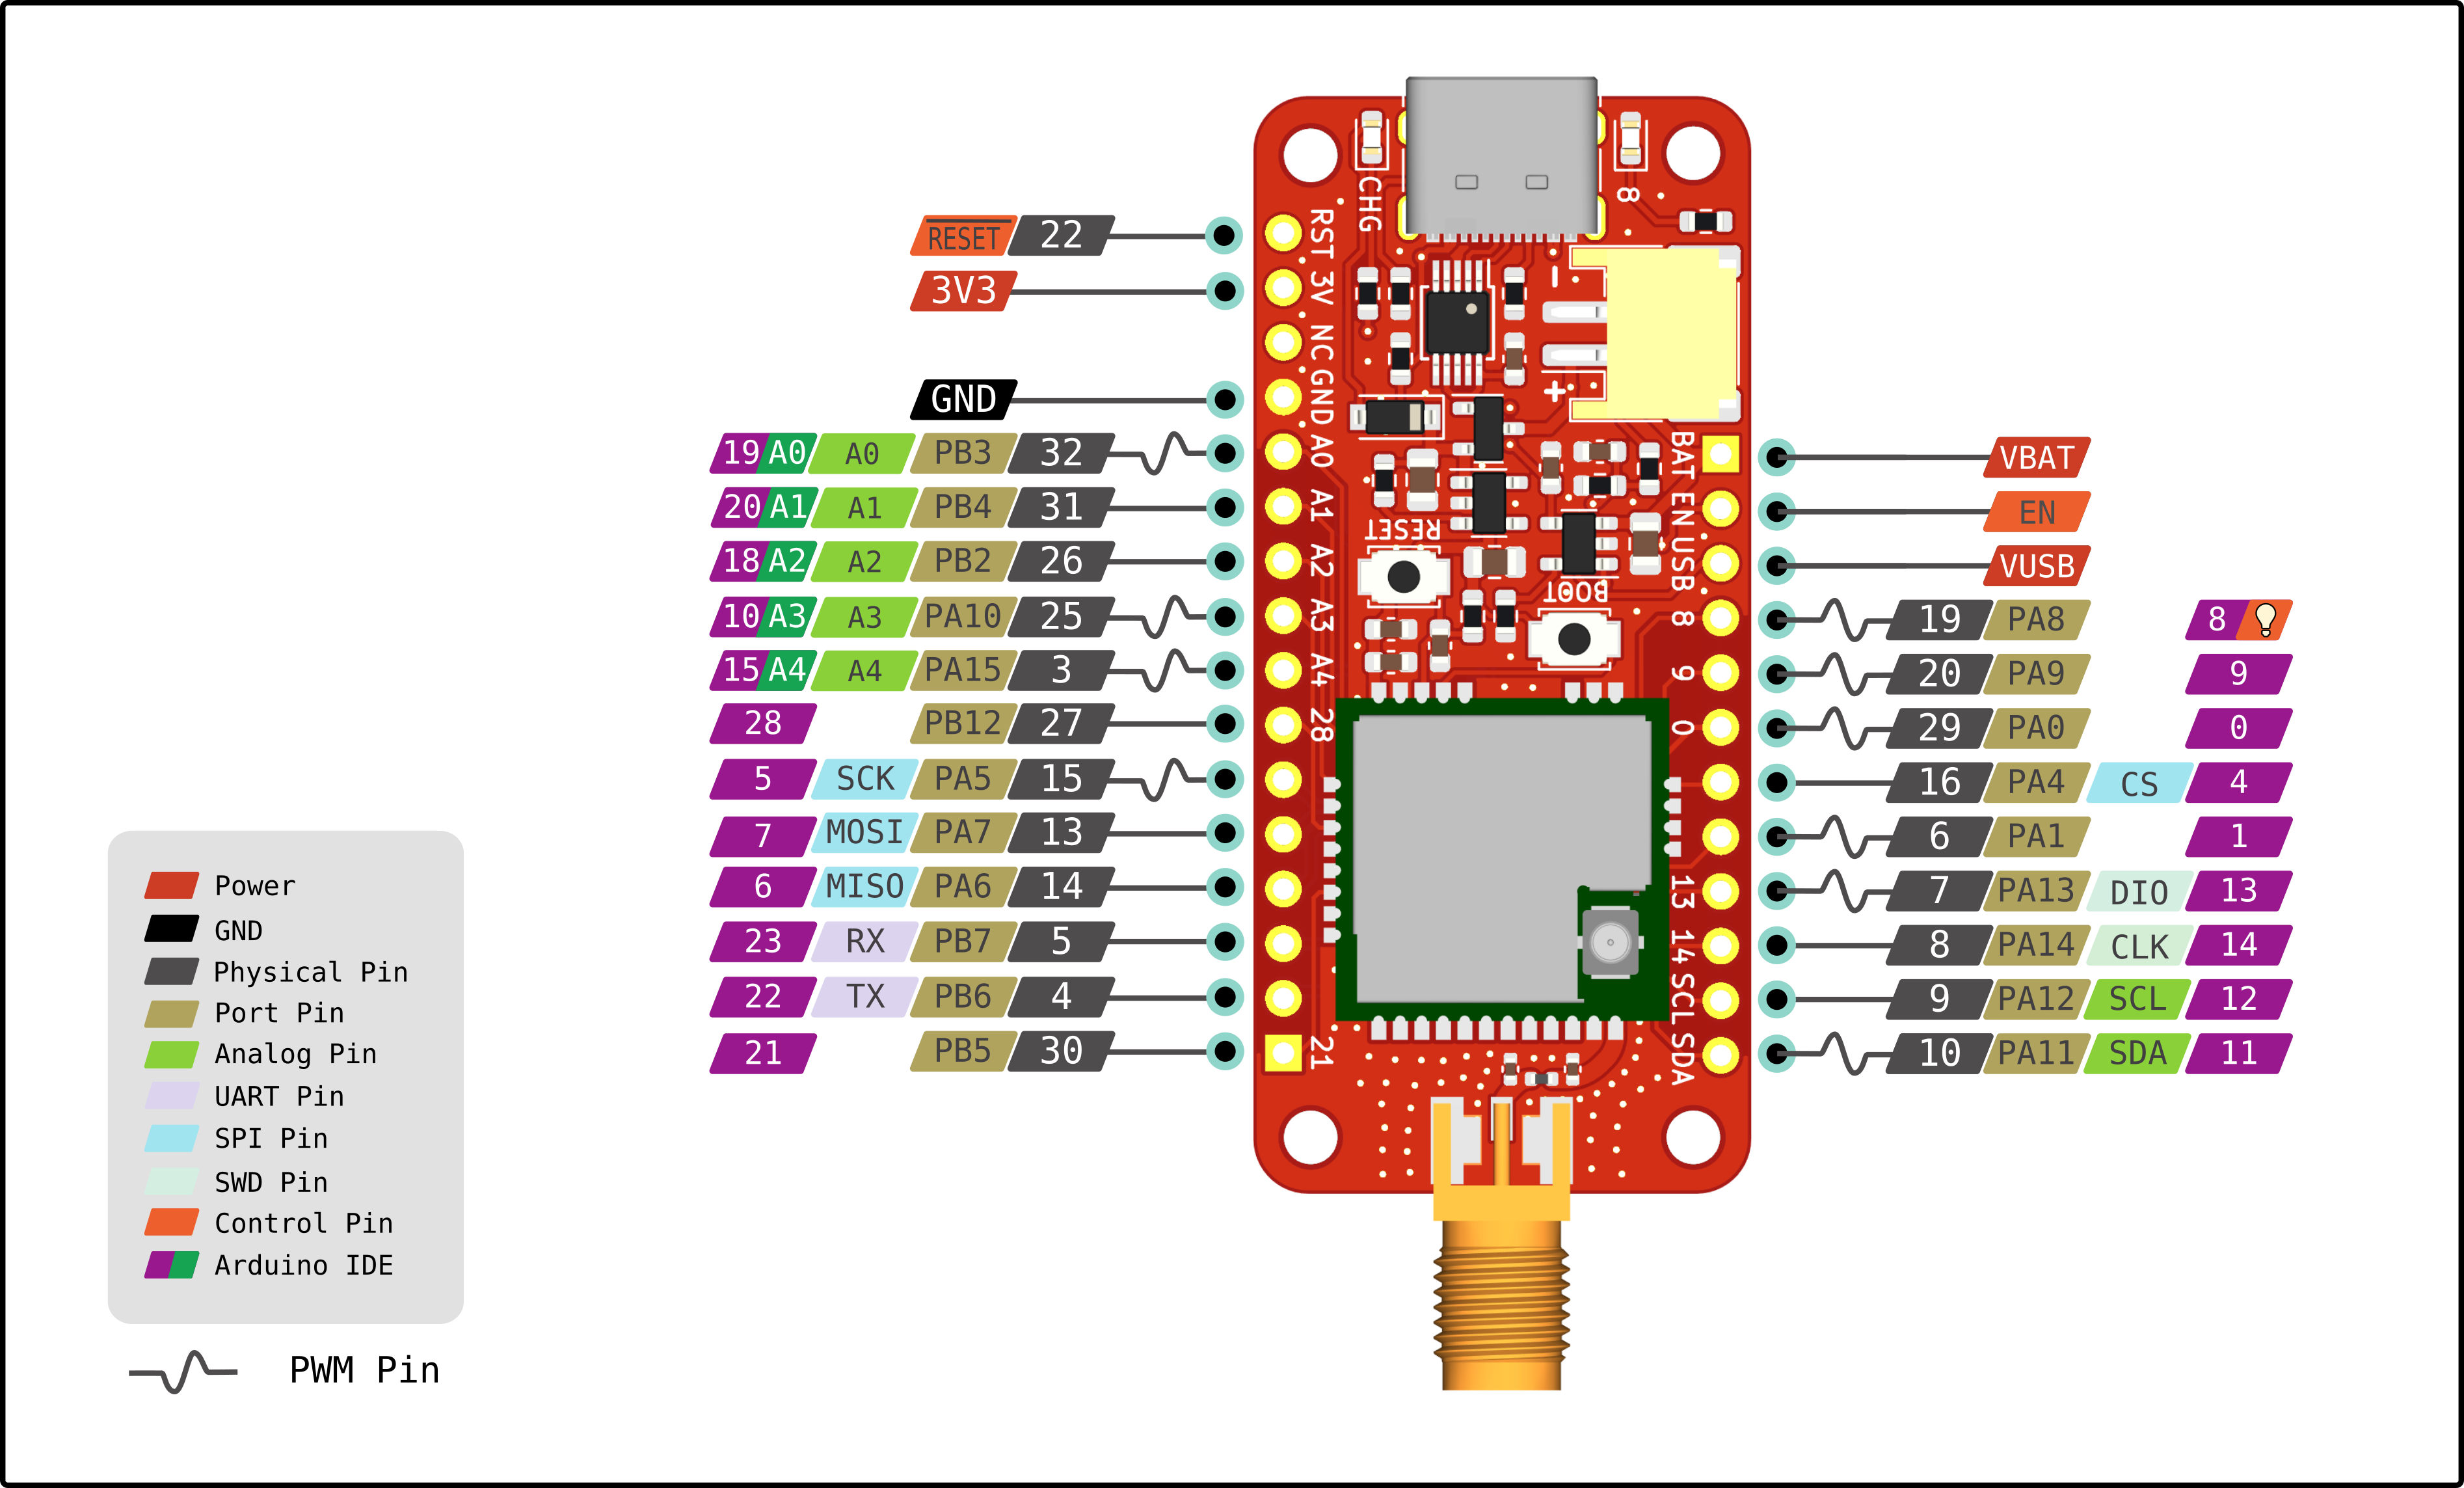 RESET 22
3V3
GND
19 A0 A0 PB3 32
20 A1 A1 PB4 31
18 A2 A2 PB2 26
10 A3 A3 PA10 25
15 A4 A4 PA15 3
28 PB12 27
5 SCK PA5 15
7 MOSI PA7 13
6 MISO PA6 14
23 RX PB7 5
22 TX PB6 4
21 PB5 30
CHG
8
RST
3V
NC
GND
A0
A1
A2
A3
A4
28
21
-
+
RESET
BOOT
BAT
EN
USB
8
9
0
13
14
SCL
SDA
VBAT
EN
VUSB
19 PA8 8
20 PA9 9
29 PA0 0
16 PA4 CS 4
6 PA1 1
7 PA13 DIO 13
8 PA14 CLK 14
9 PA12 SCL 12
10 PA11 SDA 11
Power
GND
Physical Pin
Port Pin
Analog Pin
UART Pin
SPI Pin
SWD Pin
Control Pin
Arduino IDE
PWM Pin